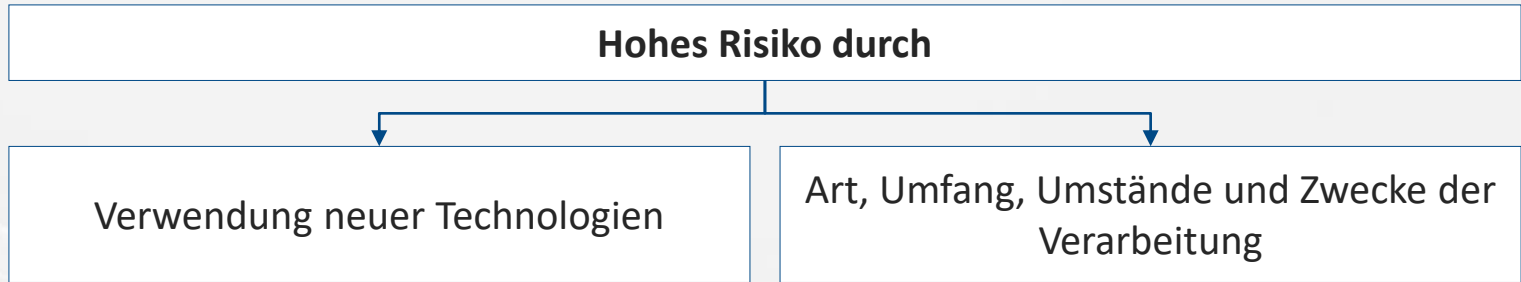 Hohes Risiko durch
Verwendung neuer Technologien
Art, Umfang, Umstände und Zwecke der
Verarbeitung